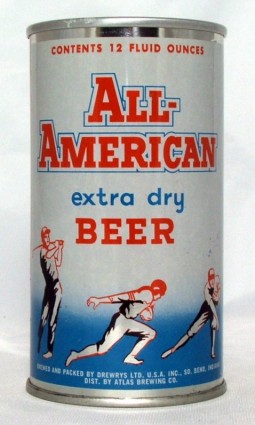 CONTENTS 12 FLUID OUNCES
ALL-
AMERICAN
extra dry
BEER
BREWED AND PACKED BY DREWRYS LTD. U.S.A. INC., SO. BEND, INDIANA
DIST. BY ATLAS BREWING CO.